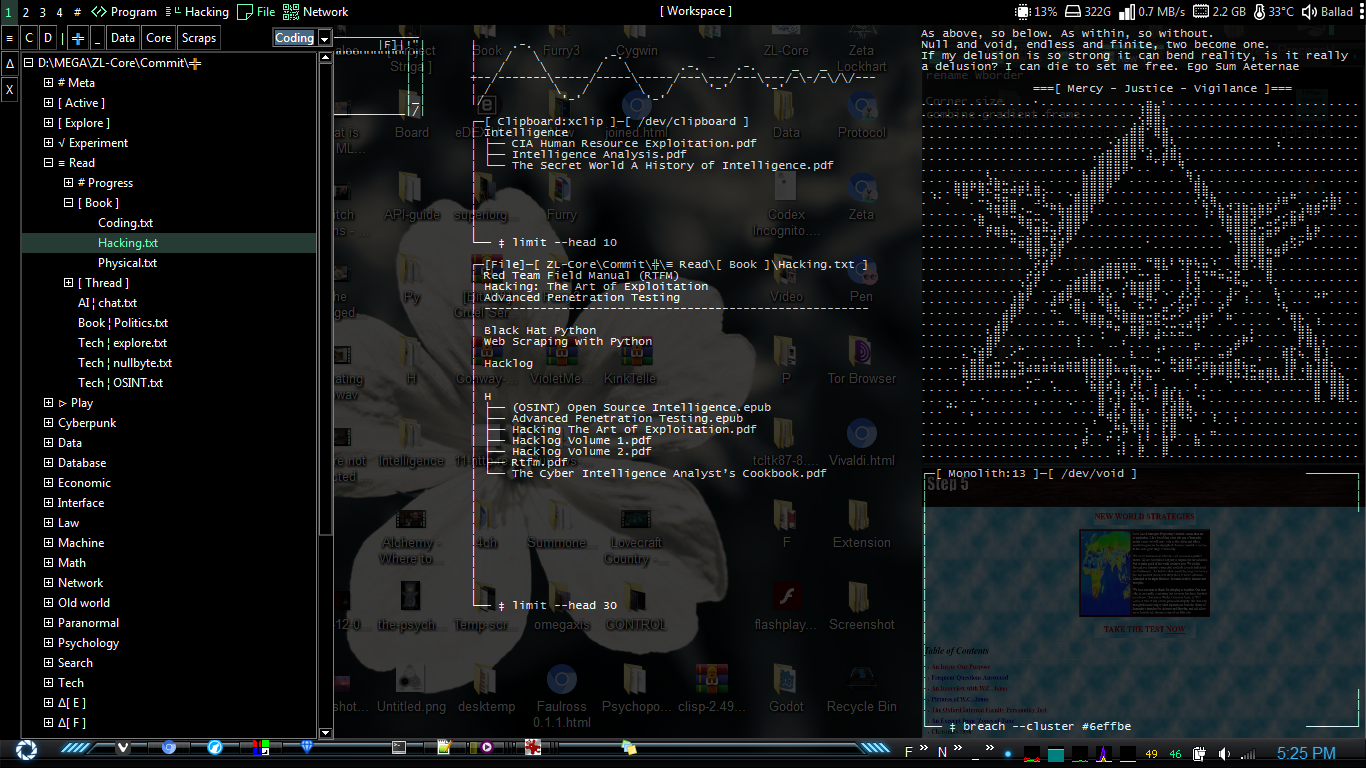 1 2 3 4 # Program Hacking File Network
[ Workspace ]
13% 322G 0.7 MB/s 2.2 GB 33°C Ballad
≡ C D | ╬ _ Data Core Scraps
Coding
Δ
X
D:\MEGA\ZL-Core\Commit\╬
# Meta
[ Active ]
[ Explore ]
√ Experiment
≡ Read
# Progress
[ Book ]
Coding.txt
Hacking.txt
Physical.txt
[ Thread ]
AI ¦ chat.txt
Book ¦ Politics.txt
Tech ¦ explore.txt
Tech ¦ nullbyte.txt
Tech ¦ OSINT.txt
▹ Play
Cyberpunk
Data
Database
Economic
Interface
Law
Machine
Math
Network
Old world
Paranormal
Psychology
Search
Tech
Δ[ E ]
Δ[ F ]
Book
Furry3
Cygwin
ZL-Core
Zeta
Lockhart
Board
joined.html
Data
Protocol
API-guide
Furry
Codex
Incognito....
Zeta
Video
Pen
H
Conway-...
VioletMe...
KinkTelle...
P
Tor Browser
Intelligence
tcltk87-8...
Vivaldi.html
Alchemy -
Where to
4dh
Summone...
Lovecraft
Country -...
F
Extension
the-psych...
Temp.scr
omegaxis
CONTROL
flashplay...
Screenshot
Untitled.png
desktemp
Faulross
0.1.1.html
Psychopo...
clisp-2.49...
Godot
Recycle Bin
┌─[ Clipboard:xclip ]─[ /dev/clipboard ]
Intelligence
├── CIA Human Resource Exploitation.pdf
├── Intelligence Analysis.pdf
└── The Secret World A History of Intelligence.pdf
└── ‡ limit --head 10
┌─[File]─[ ZL-Core\Commit\╬\≡ Read\[ Book ]\Hacking.txt ]
Red Team Field Manual (RTFM)
Hacking: The Art of Exploitation
Advanced Penetration Testing
-------------------------------------------------------
Black Hat Python
Web Scraping with Python
Hacklog
H
├── (OSINT) Open Source Intelligence.epub
├── Advanced Penetration Testing.epub
├── Hacking The Art of Exploitation.pdf
├── Hacklog Volume 1.pdf
├── Hacklog Volume 2.pdf
├── Rtfm.pdf
└── The Cyber Intelligence Analyst's Cookbook.pdf
└── ‡ limit --head 30
As above, so below. As within, so without.
Null and void, endless and finite, two become one.
If my delusion is so strong it can bend reality, is it really
a delusion? I can die to set me free. Ego Sum Aeternae
rename Wborder
===[ Mercy - Justice - Vigilance ]===
Corner size
combine gradient frame
┌─[ Monolith:13 ]─[ /dev/void ]
Step 5
NEW WORLD STRATEGIES
TAKE THE TEST NOW
Table of Contents
└── ‡ breach --cluster #6effbe
F » N » _ » 49 46 5:25 PM